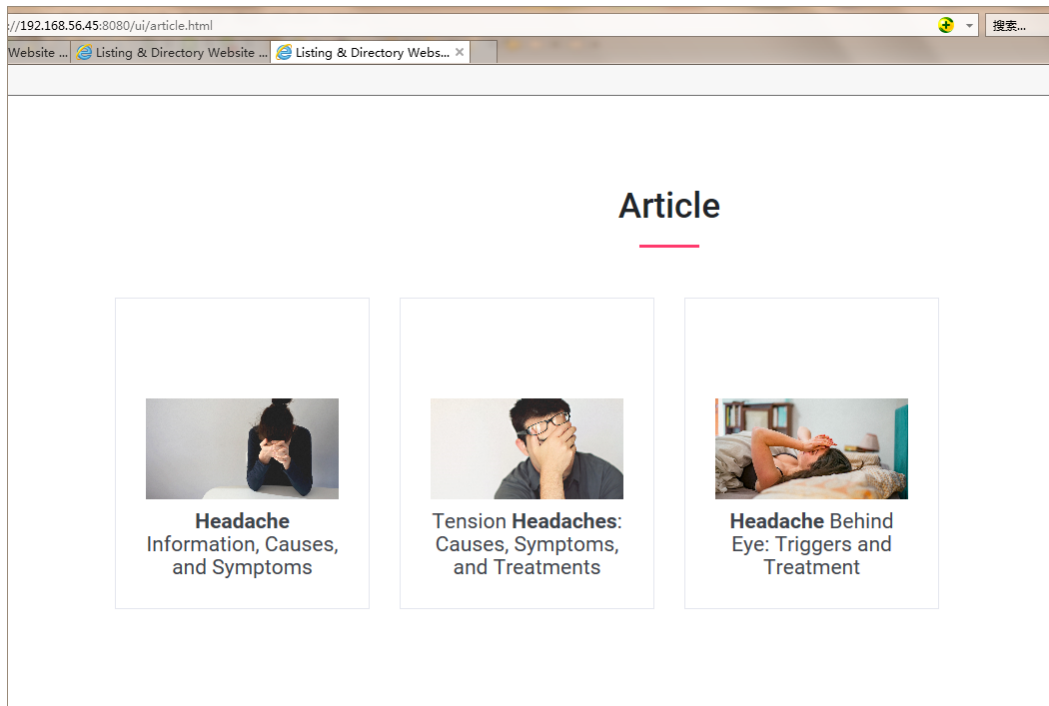 ://192.168.56.45:8080/ui/article.html
搜索...
Website ...
Listing & Directory Website ...
Listing & Directory Webs...
Article
Headache
Information, Causes,
and Symptoms
Tension Headaches:
Causes, Symptoms,
and Treatments
Headache Behind
Eye: Triggers and
Treatment